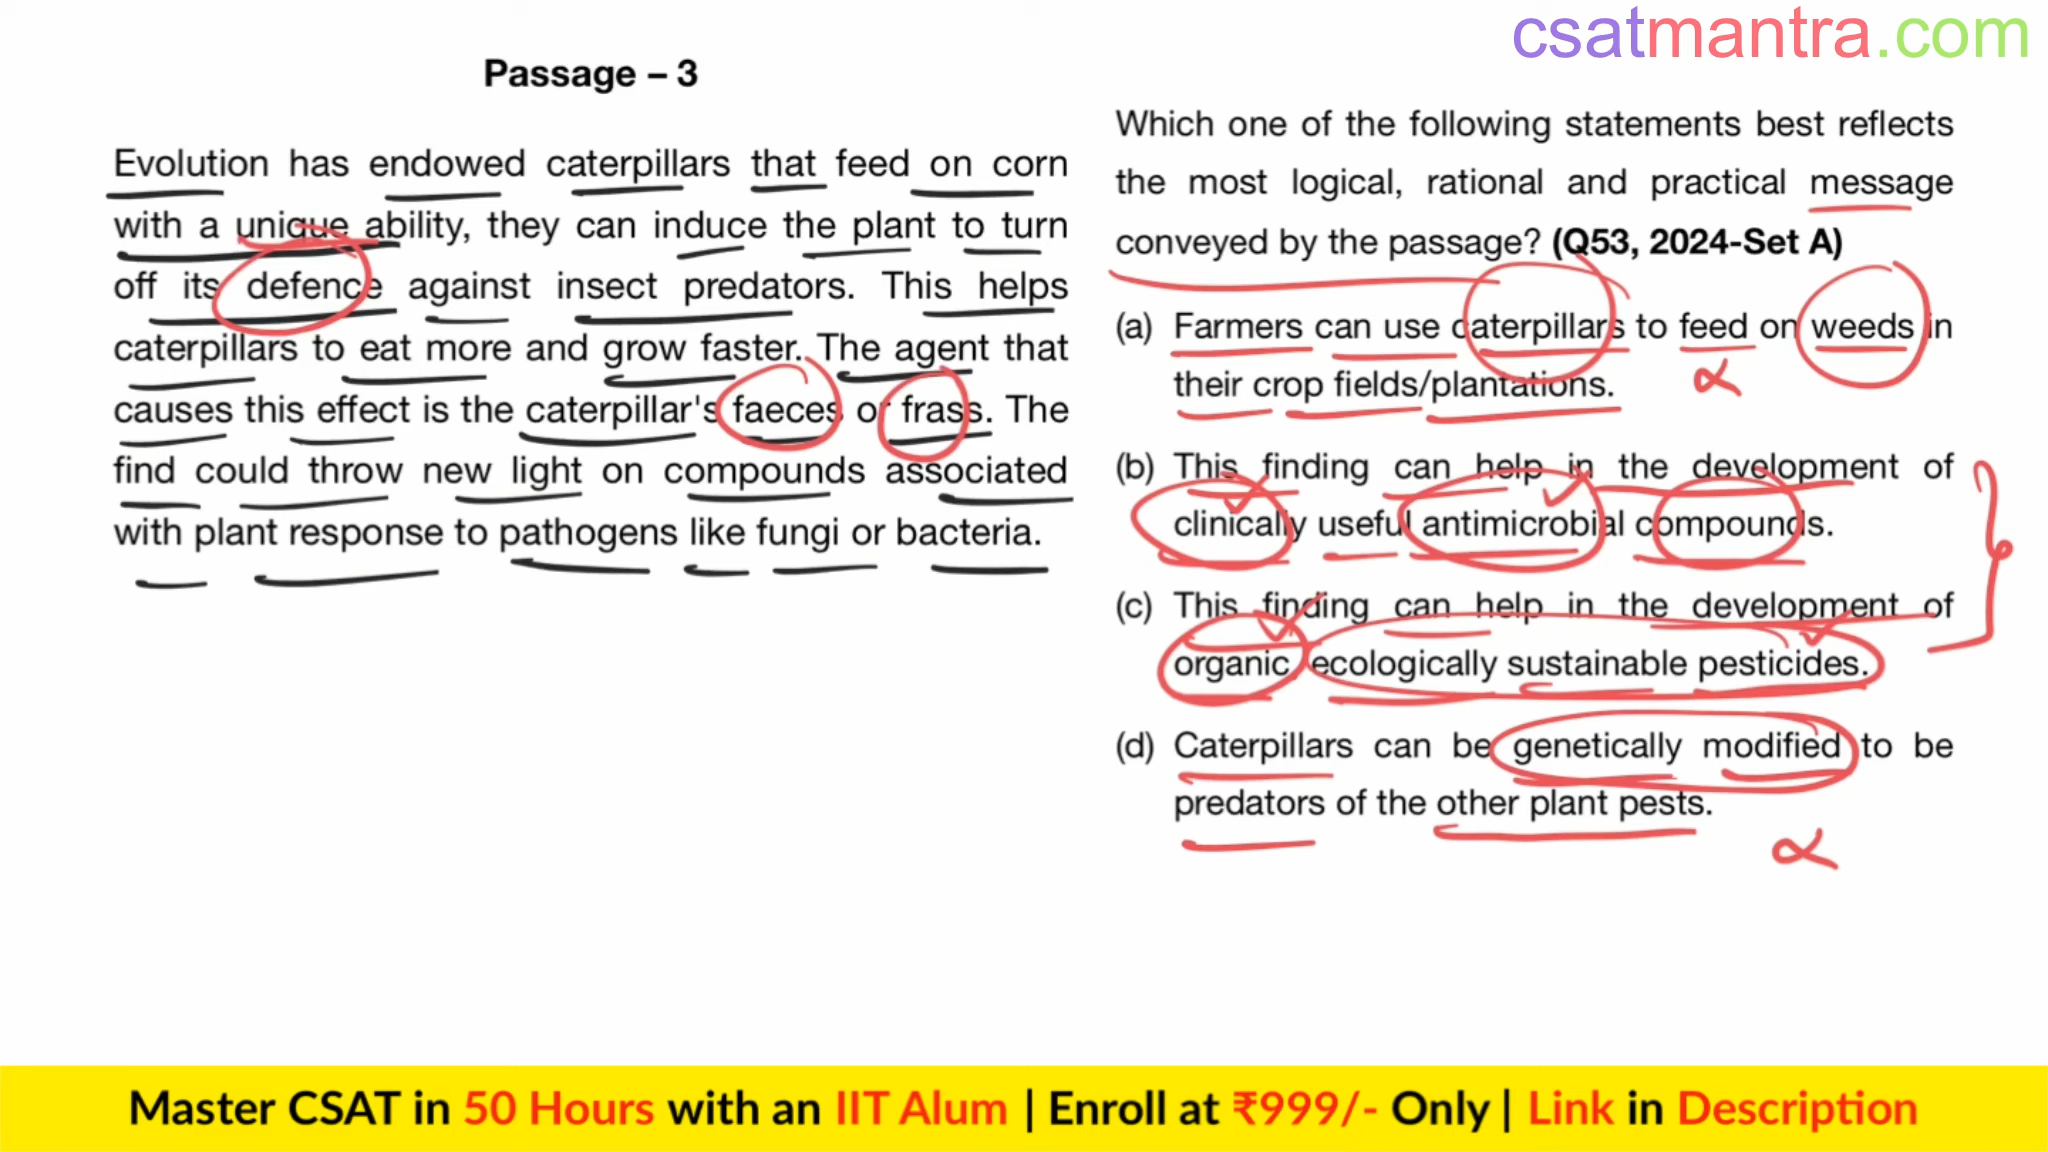 csatmantra.com
Passage – 3
Evolution has endowed caterpillars that feed on corn
with a unique ability, they can induce the plant to turn
off its defence against insect predators. This helps
caterpillars to eat more and grow faster. The agent that
causes this effect is the caterpillar's faeces or frass. The
find could throw new light on compounds associated
with plant response to pathogens like fungi or bacteria.
Which one of the following statements best reflects
the most logical, rational and practical message
conveyed by the passage? (Q53, 2024-Set A)
(a) Farmers can use caterpillars to feed on weeds in
their crop fields/plantations.
(b) This finding can help in the development of
clinically useful antimicrobial compounds.
(c) This finding can help in the development of
organic, ecologically sustainable pesticides.
(d) Caterpillars can be genetically modified to be
predators of the other plant pests.
Master CSAT in 50 Hours with an IIT Alum | Enroll at ₹999/- Only | Link in Description